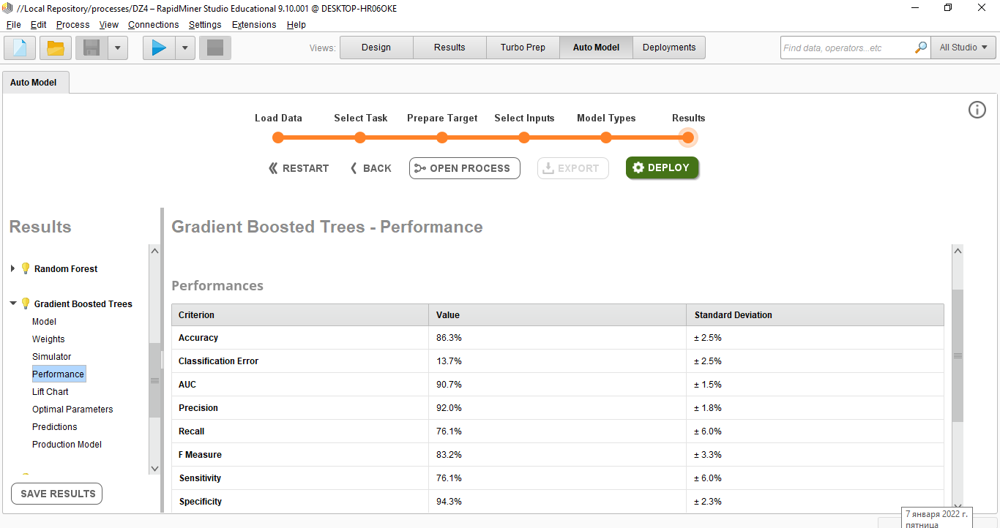 //Local Repository/processes/DZ4 – RapidMiner Studio Educational 9.10.001 @ DESKTOP-HR06OKE
File Edit Process View Connections Settings Extensions Help
Views: Design Results Turbo Prep Auto Model Deployments Find data, operators...etc All Studio
Auto Model
Load Data Select Task Prepare Target Select Inputs Model Types Results
RESTART BACK OPEN PROCESS EXPORT DEPLOY
Results
Random Forest
Gradient Boosted Trees
Model
Weights
Simulator
Performance
Lift Chart
Optimal Parameters
Predictions
Production Model
SAVE RESULTS
Gradient Boosted Trees - Performance
Performances
Criterion Value Standard Deviation
Accuracy 86.3% ± 2.5%
Classification Error 13.7% ± 2.5%
AUC 90.7% ± 1.5%
Precision 92.0% ± 1.8%
Recall 76.1% ± 6.0%
F Measure 83.2% ± 3.3%
Sensitivity 76.1% ± 6.0%
Specificity 94.3% ± 2.3%
7 января 2022 г.
пятница